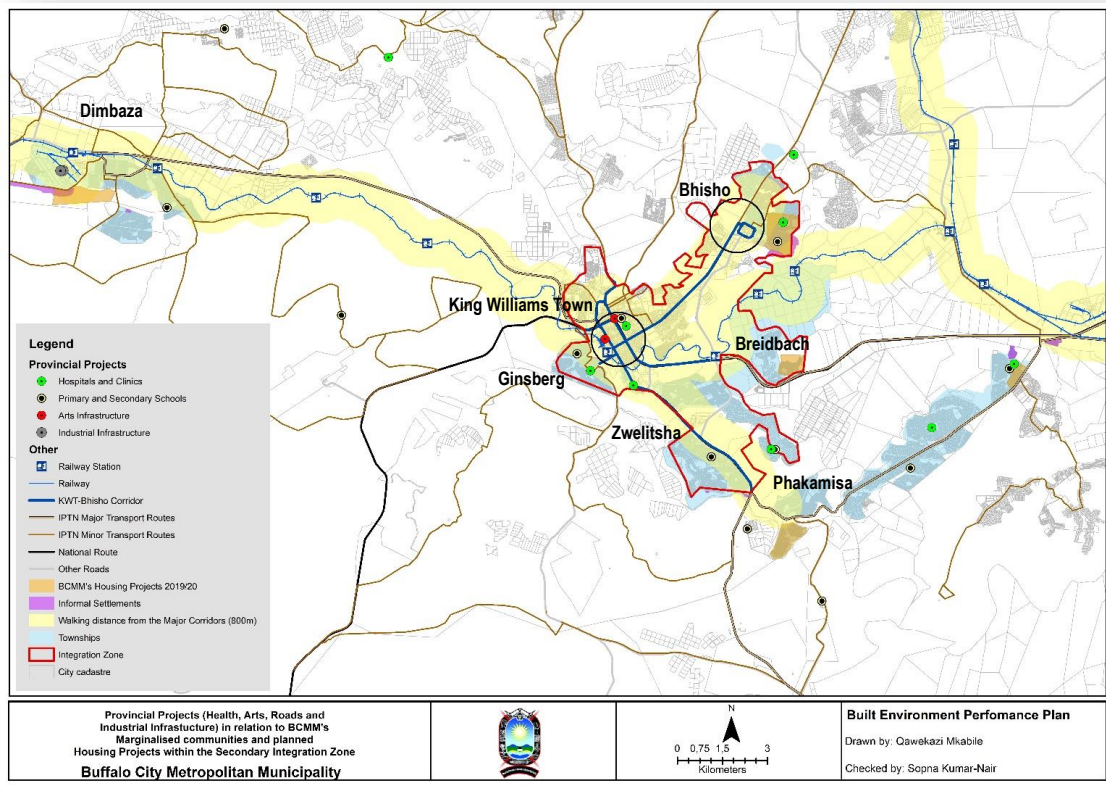 Dimbaza
Bhisho
King Williams Town
Breidbach
Ginsberg
Zwelitsha
Phakamisa
Legend
Provincial Projects
Hospitals and Clinics
Primary and Secondary Schools
Arts Infrastructure
Industrial Infrastructure
Other
Railway Station
Railway
KWT-Bhisho Corridor
IPTN Major Transport Routes
IPTN Minor Transport Routes
National Route
Other Roads
BCMM's Housing Projects 2019/20
Informal Settlements
Walking distance from the Major Corridors (800m)
Townships
Integration Zone
City cadastre
Provincial Projects (Health, Arts, Roads and
Industrial Infrastucture) in relation to BCMM's
Marginalised communities and planned
Housing Projects within the Secondary Integration Zone
Buffalo City Metropolitan Municipality
N
0 0,75 1,5 3
Kilometers
Built Environment Perfomance Plan
Drawn by: Qawekazi Mkabile
Checked by: Sopna Kumar-Nair